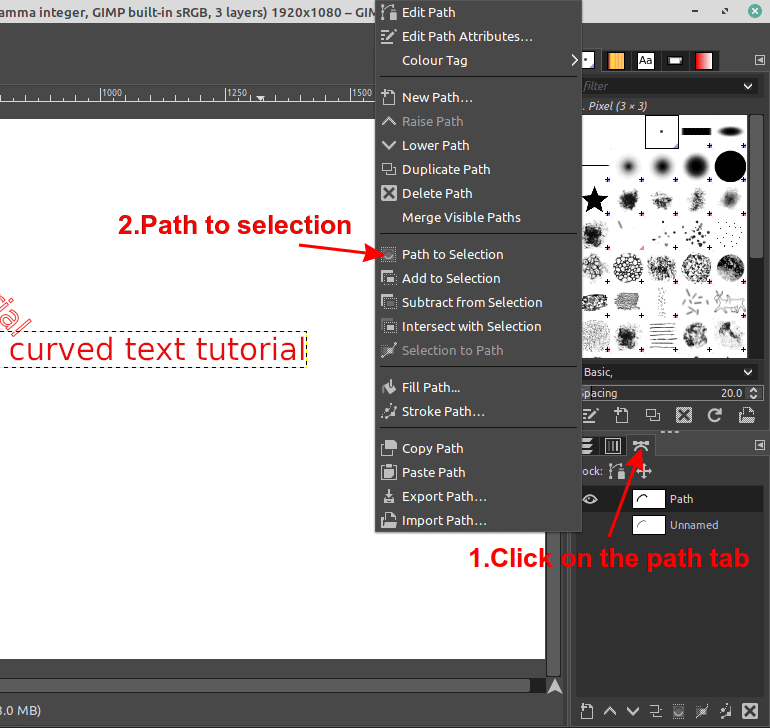 amma integer, GIMP built-in sRGB, 3 layers) 1920x1080 – GIM
Edit Path
Edit Path Attributes…
Colour Tag
New Path…
Raise Path
Lower Path
Duplicate Path
Delete Path
Merge Visible Paths
Path to Selection
Add to Selection
Subtract from Selection
Intersect with Selection
Selection to Path
Fill Path...
Stroke Path…
Copy Path
Paste Path
Export Path…
Import Path…
1000
1250
1500
Aa
filter
. Pixel (3 × 3)
2.Path to selection
rial
curved text tutorial
Basic,
pacing
20.0
ock:
Path
Unnamed
1.Click on the path tab
3.0 MB)